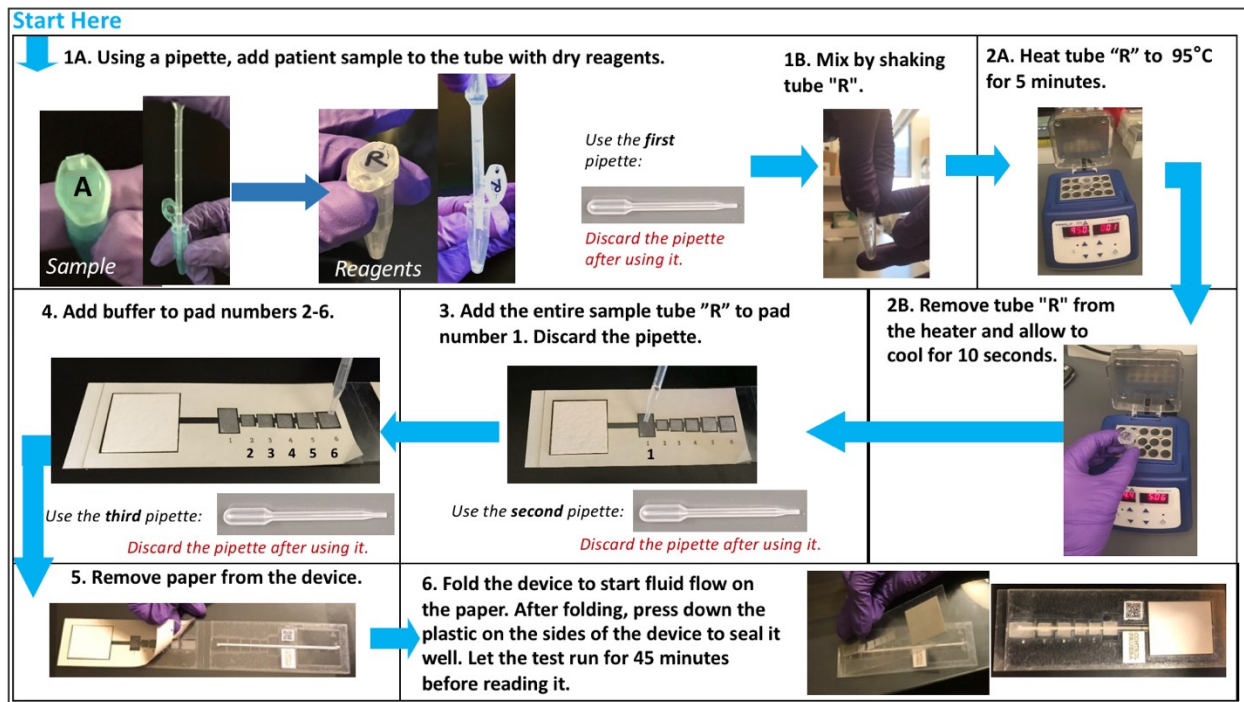 Start Here
1A. Using a pipette, add patient sample to the tube with dry reagents.
A
Sample
R
Reagents
R
Use the first
pipette:
Discard the pipette
after using it.
1B. Mix by shaking
tube "R".
2A. Heat tube “R” to 95°C
for 5 minutes.
95.0 0.01
2B. Remove tube "R" from
the heater and allow to
cool for 10 seconds.
5.06
3. Add the entire sample tube ”R” to pad
number 1. Discard the pipette.
1 2 3 4 5 6
1
Use the second pipette:
Discard the pipette after using it.
4. Add buffer to pad numbers 2-6.
1 2 3 4 5 6
2 3 4 5 6
Use the third pipette:
Discard the pipette after using it.
5. Remove paper from the device.
6. Fold the device to start fluid flow on
the paper. After folding, press down the
plastic on the sides of the device to seal it
well. Let the test run for 45 minutes
before reading it.